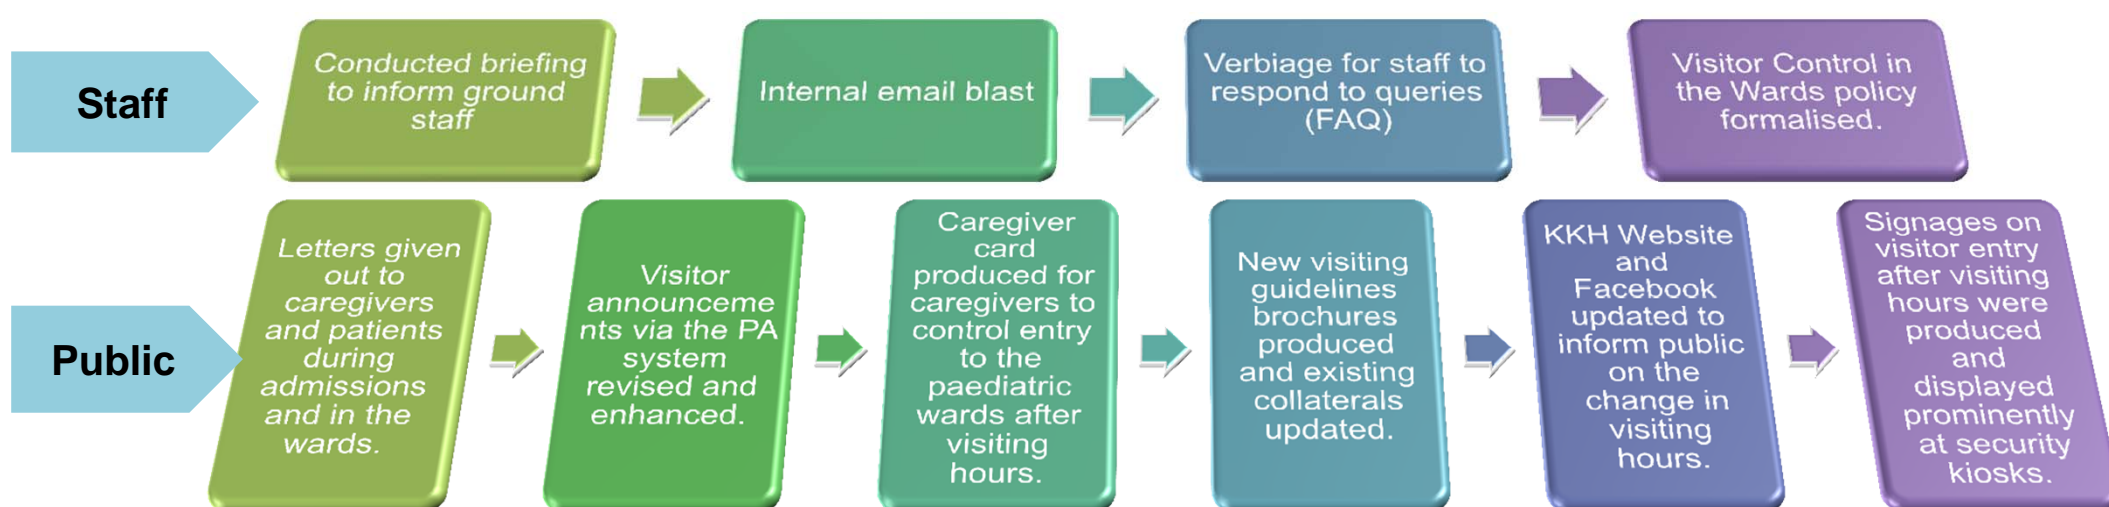 Staff
Conducted briefing
to inform ground
staff
Internal email blast
Verbiage for staff to
respond to queries
(FAQ)
Visitor Control in
the Wards policy
formalised.
Public
Letters given
out to
caregivers
and patients
during
admissions
and in the
wards.
Visitor
announceme
nts via the PA
system
revised and
enhanced.
Caregiver
card
produced for
caregivers to
control entry
to the
paediatric
wards after
visiting
hours.
New visiting
guidelines
brochures
produced
and existing
collaterals
updated.
KKH Website
and
Facebook
updated to
inform public
on the
change in
visiting
hours.
Signages on
visitor entry
after visiting
hours were
produced
and
displayed
prominently
at security
kiosks.